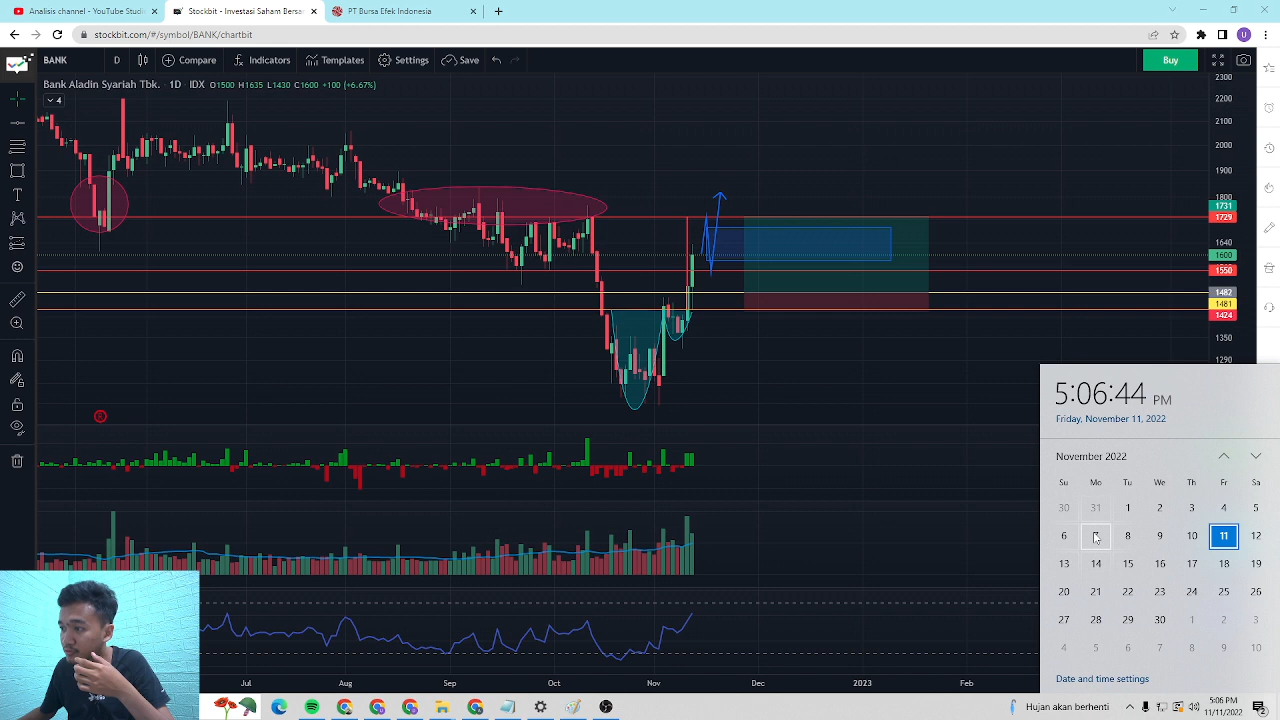 Analisis channel - YouTube Studio
Stockbit - Investasi Saham Bersa
PT Bursa Efek Indonesia
stockbit.com/#/symbol/BANK/chartbit
U
BANK
D
Compare
Indicators
Templates
Settings
Save
Buy
Bank Aladin Syariah Tbk. · 1D · IDX O1500 H1635 L1430 C1600 +100 (+6.67%)
4
2300
2200
2100
2000
1900
1800
1731
1729
1640
1600
1550
1482
1481
1424
1350
1290
5:06:44 PM
Friday, November 11, 2022
November 2022
Su Mo Tu We Th Fr Sa
30 31 1 2 3 4 5
6 8 9 10 11 12
13 14 15 16 17 18 19
20 21 22 23 24 25 26
27 28 29 30 1 2 3
4 5 6 7 8 9 10
Date and time settings
Jul Aug Sep Oct Nov Dec 2023 Feb
Hujan akan berhenti
5:06 PM
11/11/2022